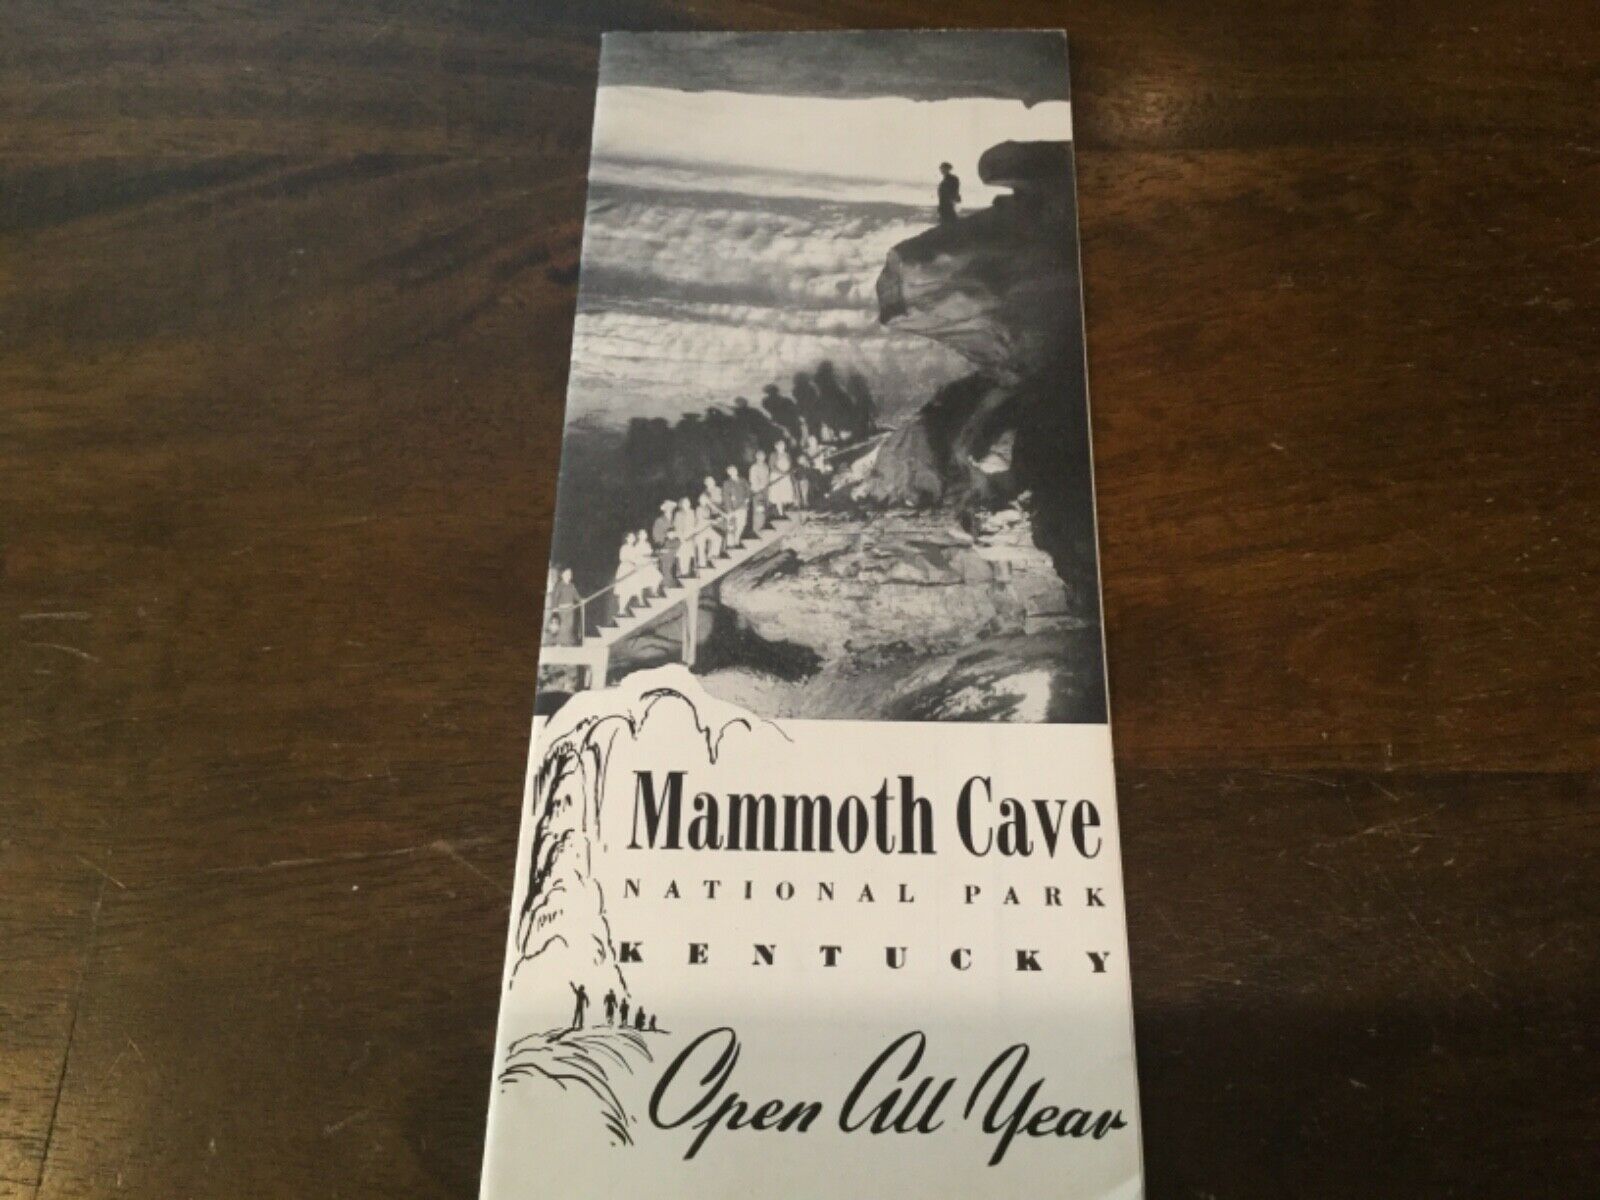 Mammoth Cave
NATIONAL PARK
KENTUCKY
Open All Year